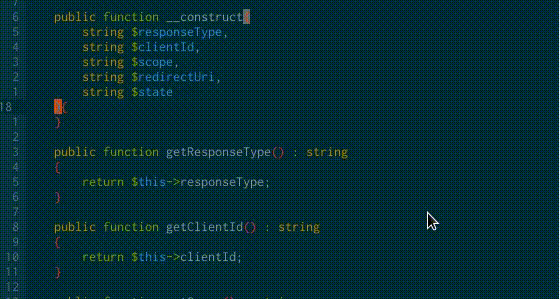 7
6 public function __construct(
5 string $responseType,
4 string $clientId,
3 string $scope,
2 string $redirectUri,
1 string $state
18 ){
1 }
2
3 public function getResponseType() : string
4 {
5 return $this->responseType;
6 }
7
8 public function getClientId() : string
9 {
10 return $this->clientId;
11 }
12